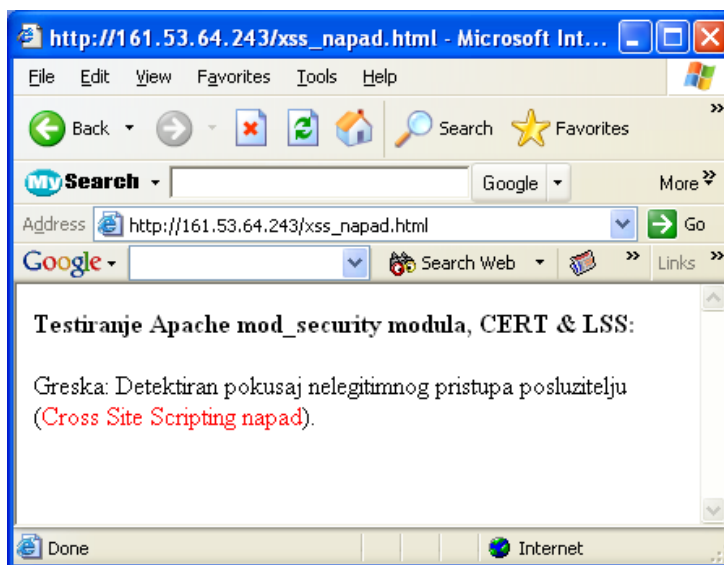 http://161.53.64.243/xss_napad.html - Microsoft Int...
File Edit View Favorites Tools Help
Back Search Favorites »
My Search Google More »
Address http://161.53.64.243/xss_napad.html Go
Google Search Web » Links »
Testiranje Apache mod_security modula, CERT & LSS:
Greska: Detektiran pokusaj nelegitimnog pristupa posluzitelju
(Cross Site Scripting napad).
Done Internet